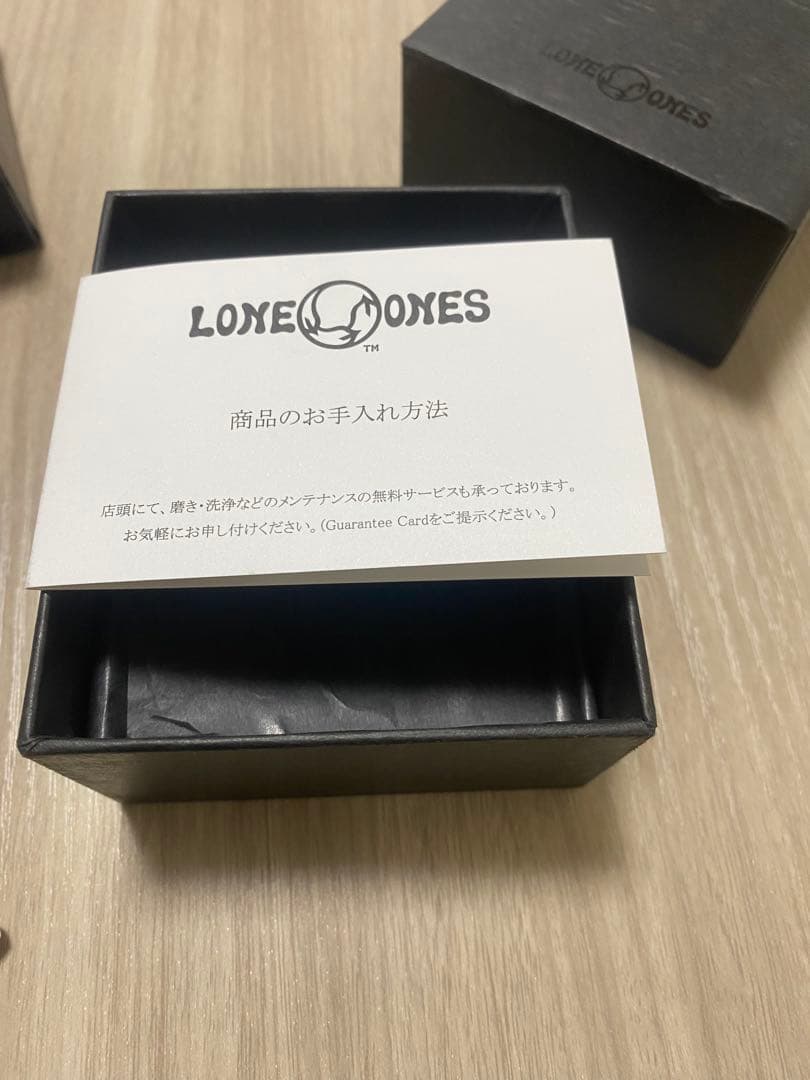 LONE ONES
LONE ONES
TM
商品のお手入れ方法
店頭にて、磨き・洗浄などのメンテナンスの無料サービスも承っております。
お気軽にお申し付けください。(Guarantee Cardをご提示ください。)